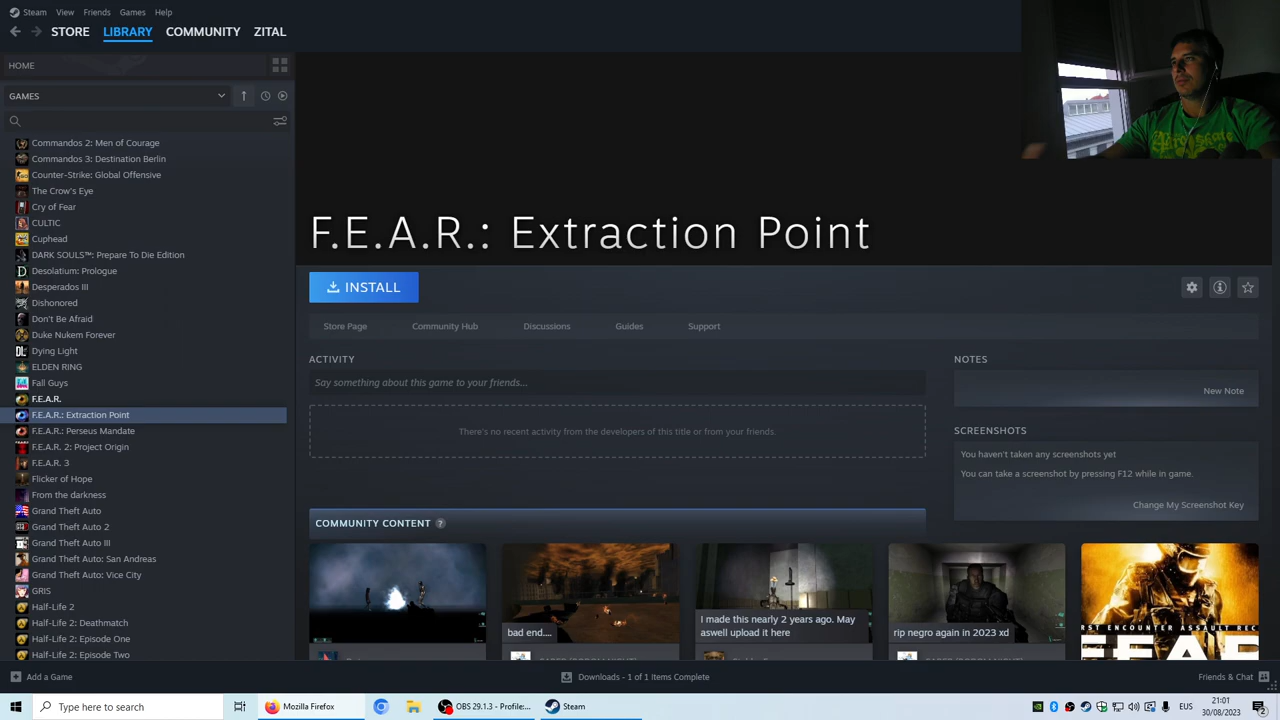 Steam View Friends Games Help
STORE LIBRARY COMMUNITY ZITAL
HOME
GAMES
Commandos 2: Men of Courage
Commandos 3: Destination Berlin
Counter-Strike: Global Offensive
The Crow's Eye
Cry of Fear
CULTIC
Cuphead
DARK SOULS™: Prepare To Die Edition
Desolatium: Prologue
Desperados III
Dishonored
Don't Be Afraid
Duke Nukem Forever
Dying Light
ELDEN RING
Fall Guys
F.E.A.R.
F.E.A.R.: Extraction Point
F.E.A.R.: Perseus Mandate
F.E.A.R. 2: Project Origin
F.E.A.R. 3
Flicker of Hope
From the darkness
Grand Theft Auto
Grand Theft Auto 2
Grand Theft Auto III
Grand Theft Auto: San Andreas
Grand Theft Auto: Vice City
GRIS
Half-Life 2
Half-Life 2: Deathmatch
Half-Life 2: Episode One
Half-Life 2: Episode Two
F.E.A.R.: Extraction Point
INSTALL
Store Page Community Hub Discussions Guides Support
ACTIVITY
Say something about this game to your friends...
There's no recent activity from the developers of this title or from your friends.
NOTES
New Note
SCREENSHOTS
You haven't taken any screenshots yet
You can take a screenshot by pressing F12 while in game.
Change My Screenshot Key
COMMUNITY CONTENT ?
bad end....
I made this nearly 2 years ago. May
aswell upload it here
rip negro again in 2023 xd
Add a Game
Downloads - 1 of 1 Items Complete
Friends & Chat
Type here to search
Mozilla Firefox
OBS 29.1.3 - Profile:...
Steam
EUS
21:01
30/08/2023
2